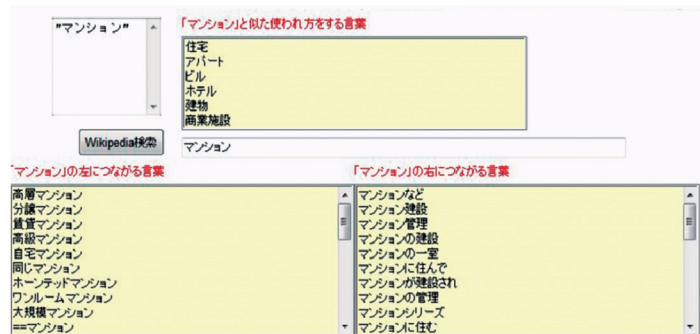 "マンション"
「マンション」と似た使われ方をする言葉
住宅
アパート
ビル
ホテル
建物
商業施設
Wikipedia検索
マンション
「マンション」の左につながる言葉
高層マンション
分譲マンション
賃貸マンション
高級マンション
自宅マンション
同じマンション
ホーンテッドマンション
ワンルームマンション
大規模マンション
==マンション
「マンション」の右につながる言葉
マンションなど
マンション建設
マンション管理
マンションの建設
マンションの一室
マンションに住んで
マンションが建設され
マンションの管理
マンションシリーズ
マンションに住む